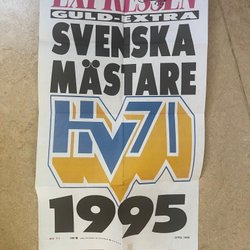 EXPRESSEN
GULD-EXTRA
SVENSKA
MÄSTARE
HV71
1995